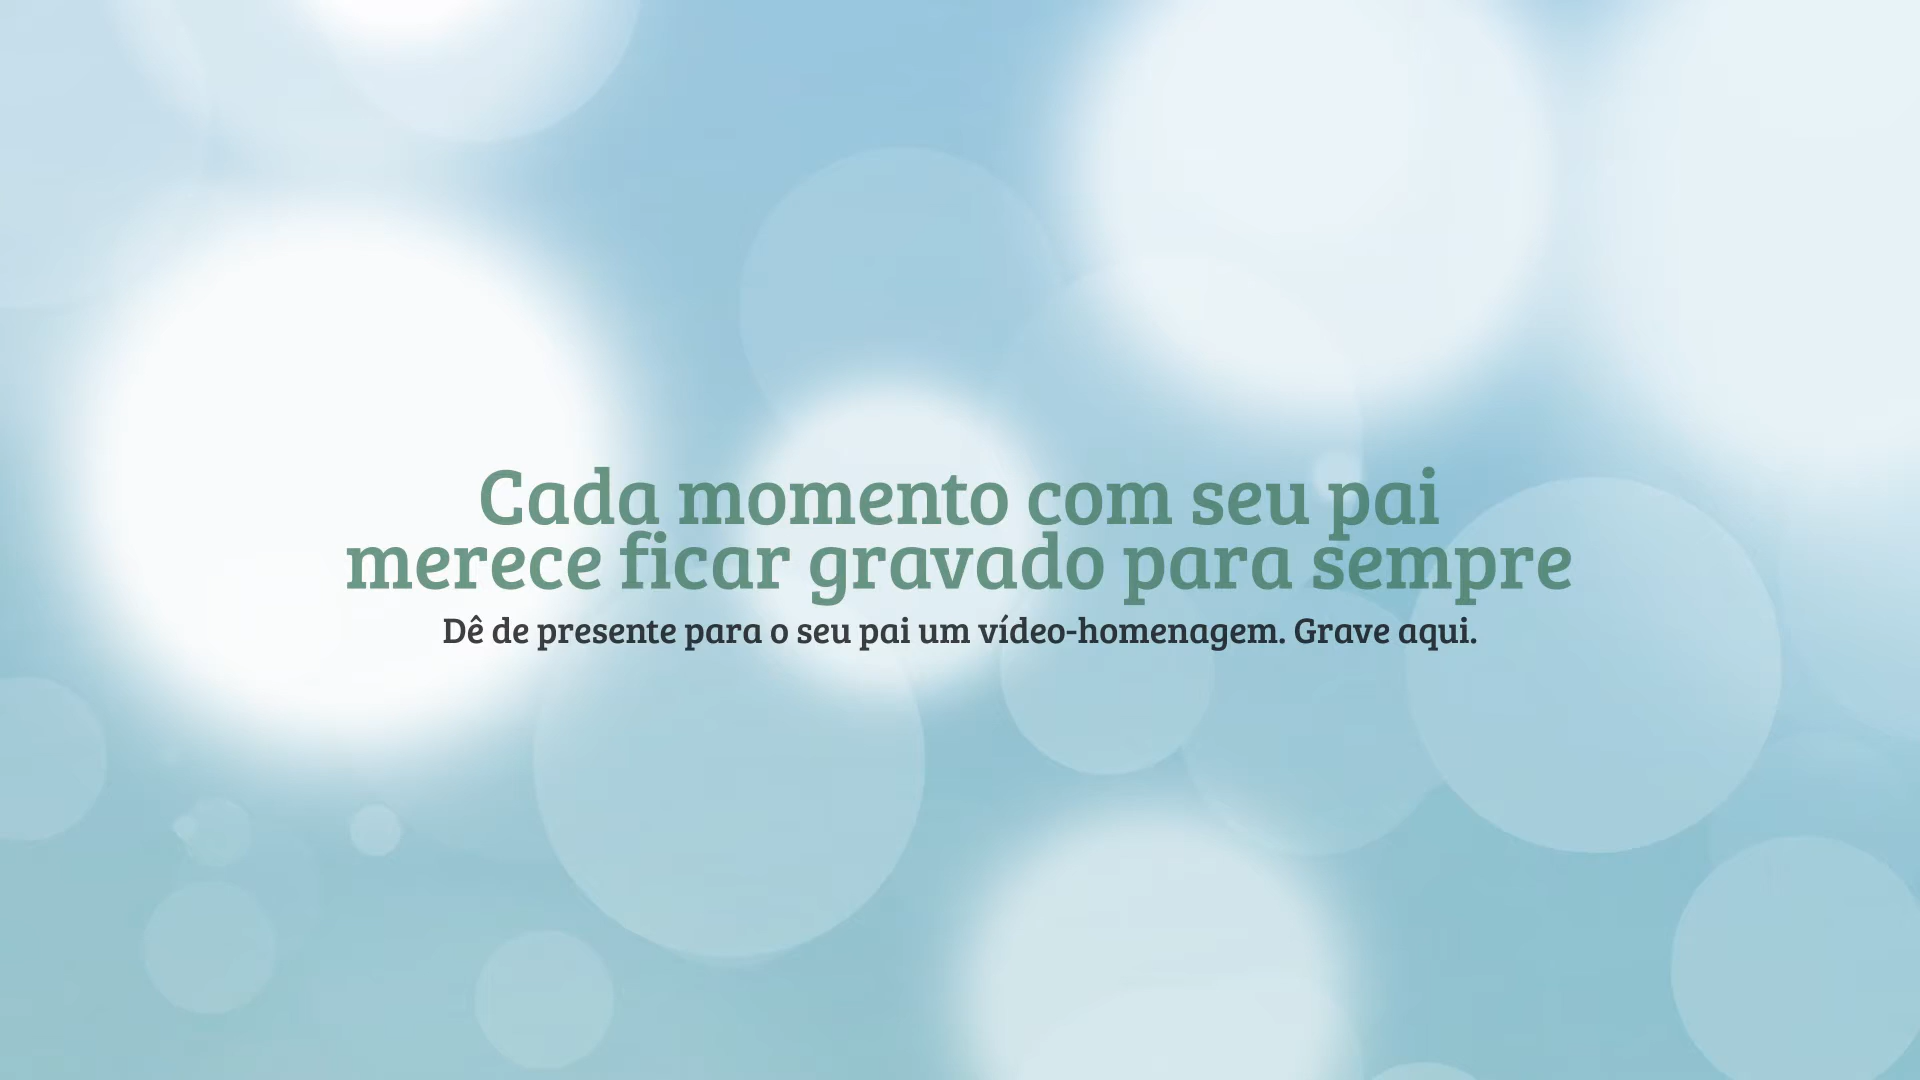 Cada momento com seu pai
merece ficar gravado para sempre
Dê de presente para o seu pai um vídeo-homenagem. Grave aqui.